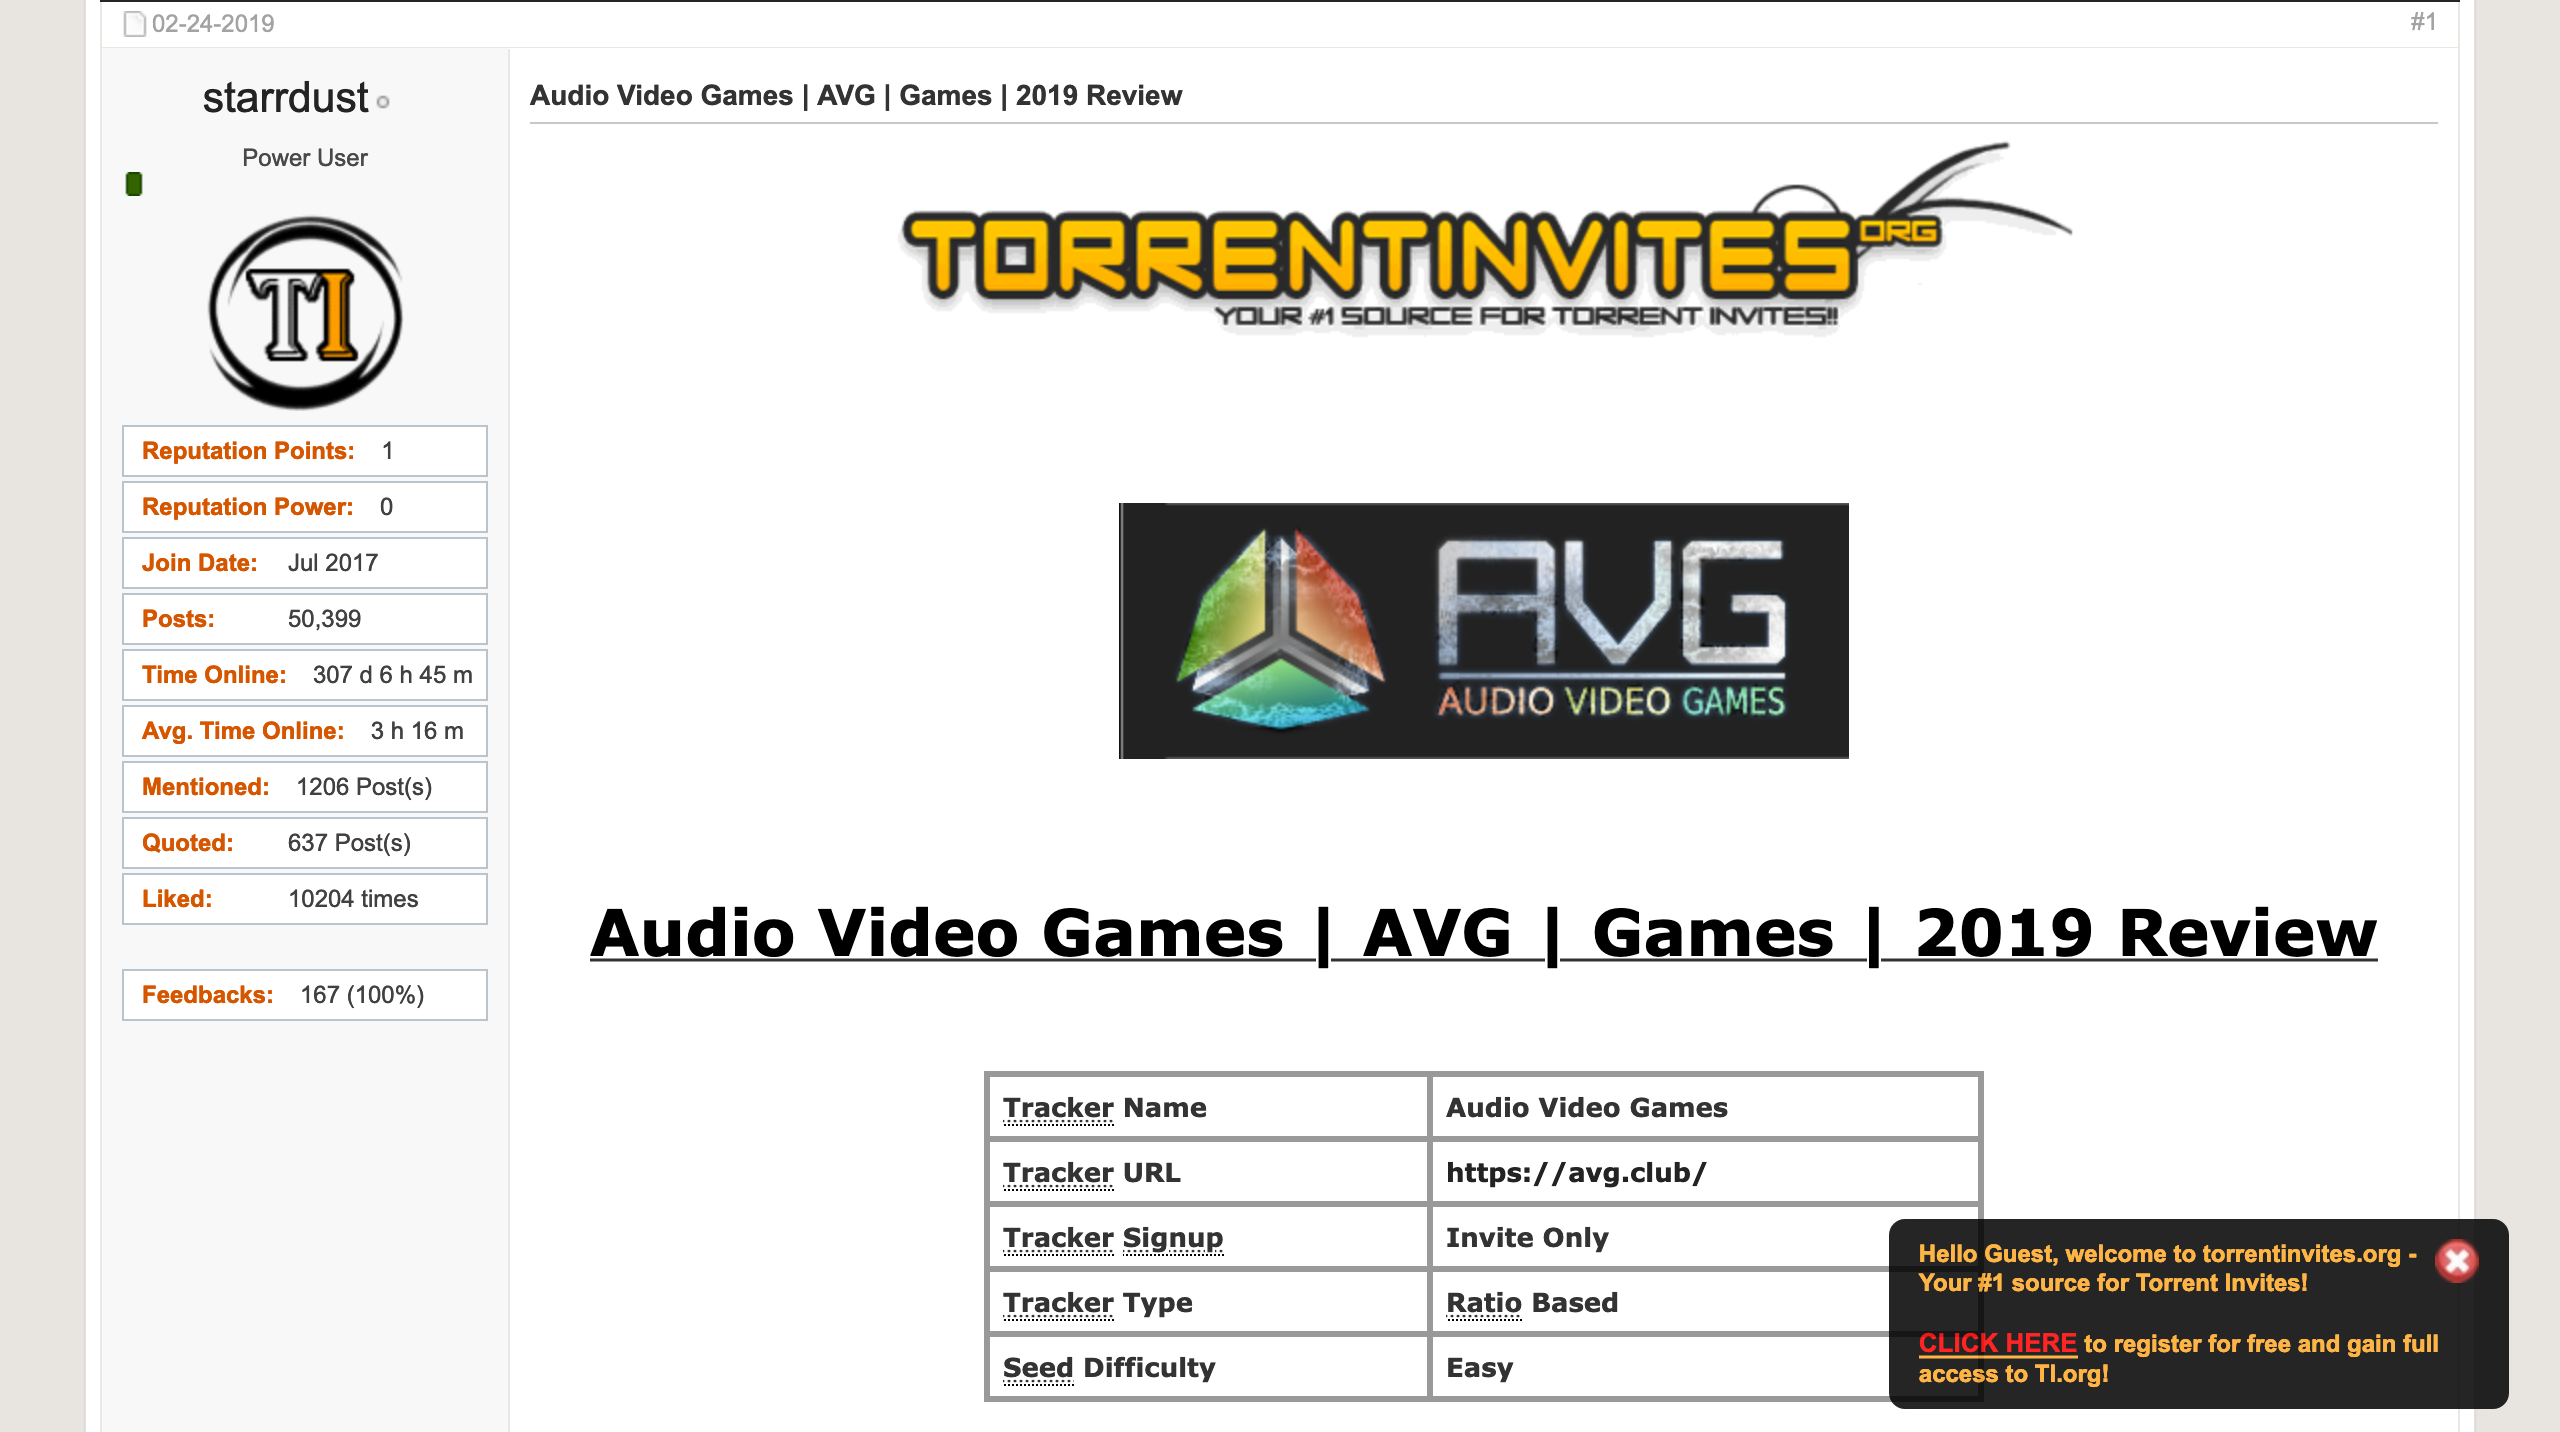 02-24-2019
#1
starrdust
Power User
TI
Reputation Points: 1
Reputation Power: 0
Join Date: Jul 2017
Posts: 50,399
Time Online: 307 d 6 h 45 m
Avg. Time Online: 3 h 16 m
Mentioned: 1206 Post(s)
Quoted: 637 Post(s)
Liked: 10204 times
Feedbacks: 167 (100%)
Audio Video Games | AVG | Games | 2019 Review
TORRENTINVITES ORG
YOUR #1 SOURCE FOR TORRENT INVITES!!
AVG
AUDIO VIDEO GAMES
Audio Video Games | AVG | Games | 2019 Review
Tracker Name Audio Video Games
Tracker URL https://avg.club/
Tracker Signup Invite Only
Tracker Type Ratio Based
Seed Difficulty Easy
Hello Guest, welcome to torrentinvites.org -
Your #1 source for Torrent Invites!
CLICK HERE to register for free and gain full
access to TI.org!